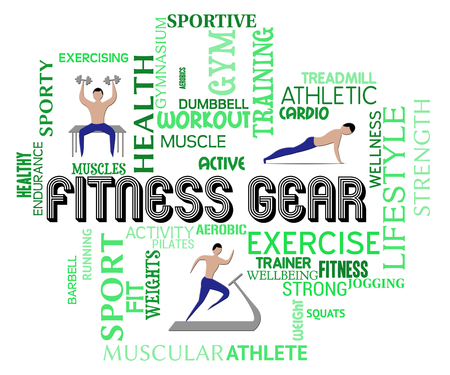 SPORTIVE
EXERCISING
SPORTY
HEALTH
GYMNASIUM
AEROBICS
GYM
TRAINING
TREADMILL
DUMBBELL
ATHLETIC
WORKOUT
CARDIO
MUSCLE
WELLNESS
LIFESTYLE
STRENGTH
HEALTHY
ENDURANCE
MUSCLES
ACTIVE
FITNESS GEAR
ACTIVITY
AEROBIC
PILATES
EXERCISE
BARBELL
RUNNING
SPORT
FIT
WEIGHTS
TRAINER
FITNESS
WELLBEING
JOGGING
STRONG
WEIGHT
SQUATS
MUSCULAR
ATHLETE